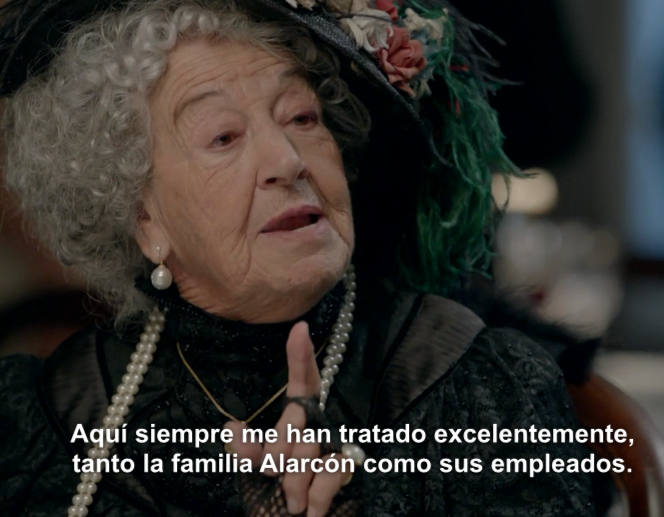 Aquí siempre me han tratado excelentemente,
tanto la familia Alarcón como sus empleados.